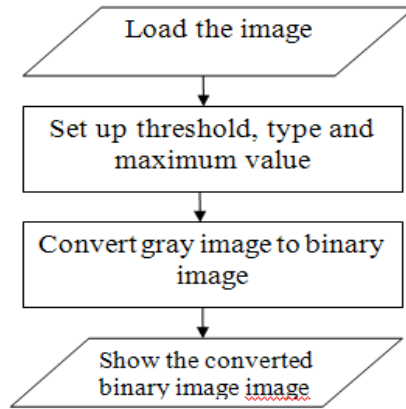 Load the image
Set up threshold, type and
maximum value
Convert gray image to binary
image
Show the converted
binary image image